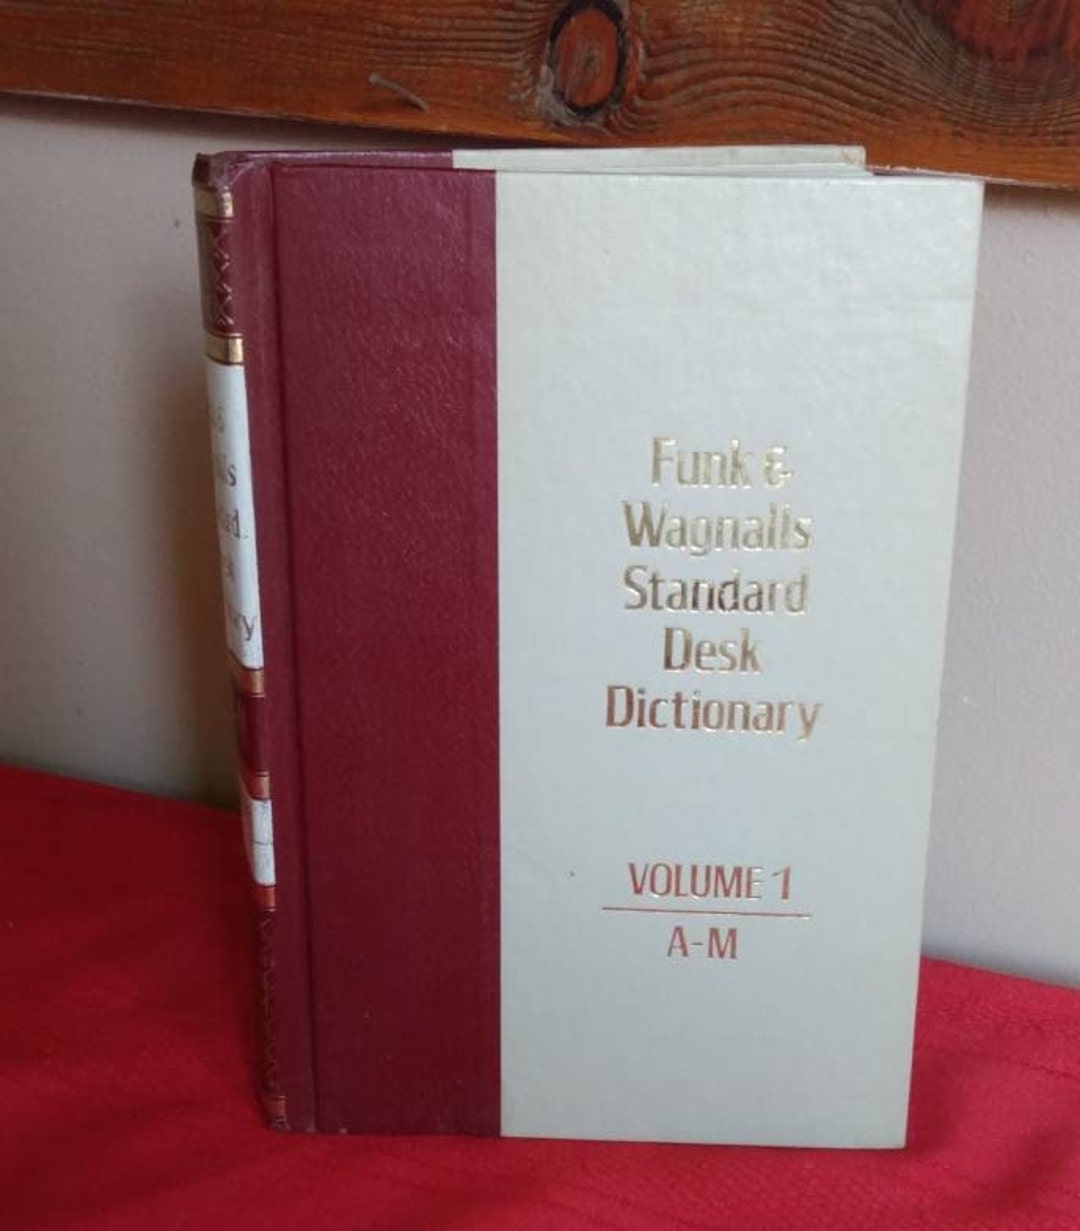 Funk &
Wagnalls
Standard
Desk
Dictionary
VOLUME 1
A-M